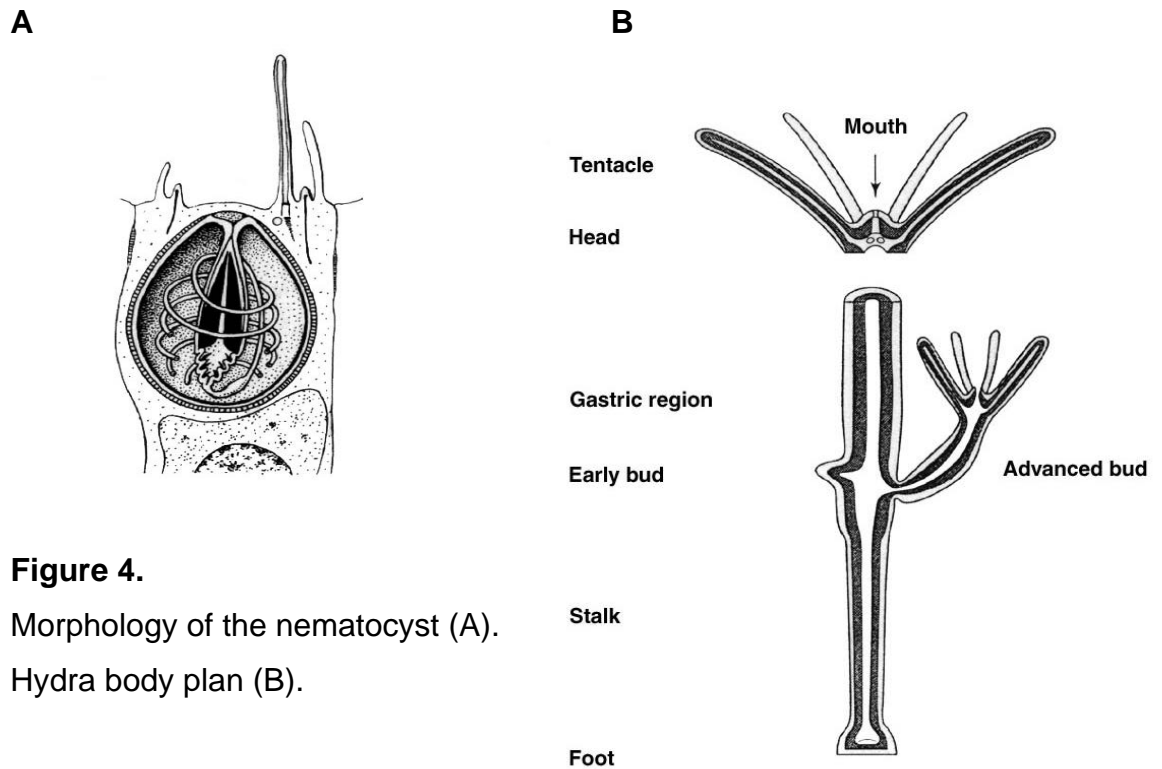 A
B
Mouth
Tentacle
Head
Gastric region
Early bud
Advanced bud
Stalk
Foot
Figure 4.
Morphology of the nematocyst (A).
Hydra body plan (B).